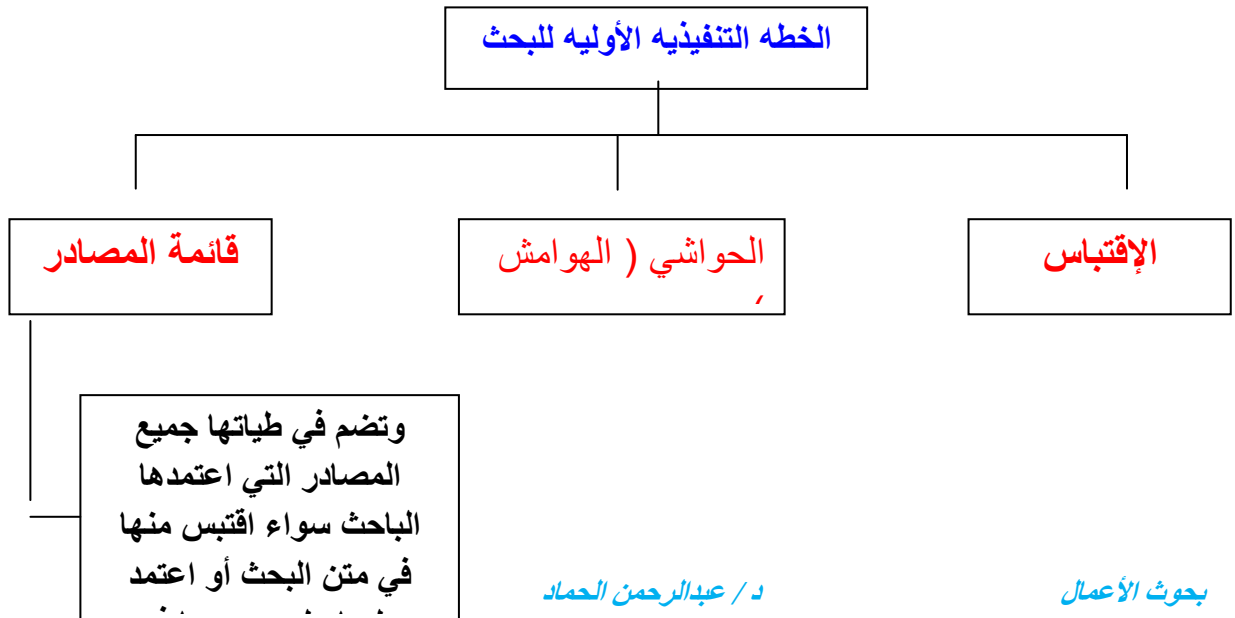 الخطه التنفيذيه الأوليه للبحث
الإقتباس
الحواشي ( الهوامش
قائمة المصادر
وتضم في طياتها جميع
المصادر التي اعتمدها
الباحث سواء اقتبس منها
في متن البحث أو اعتمد
بحوث الأعمال
د / عبدالرحمن الحماد